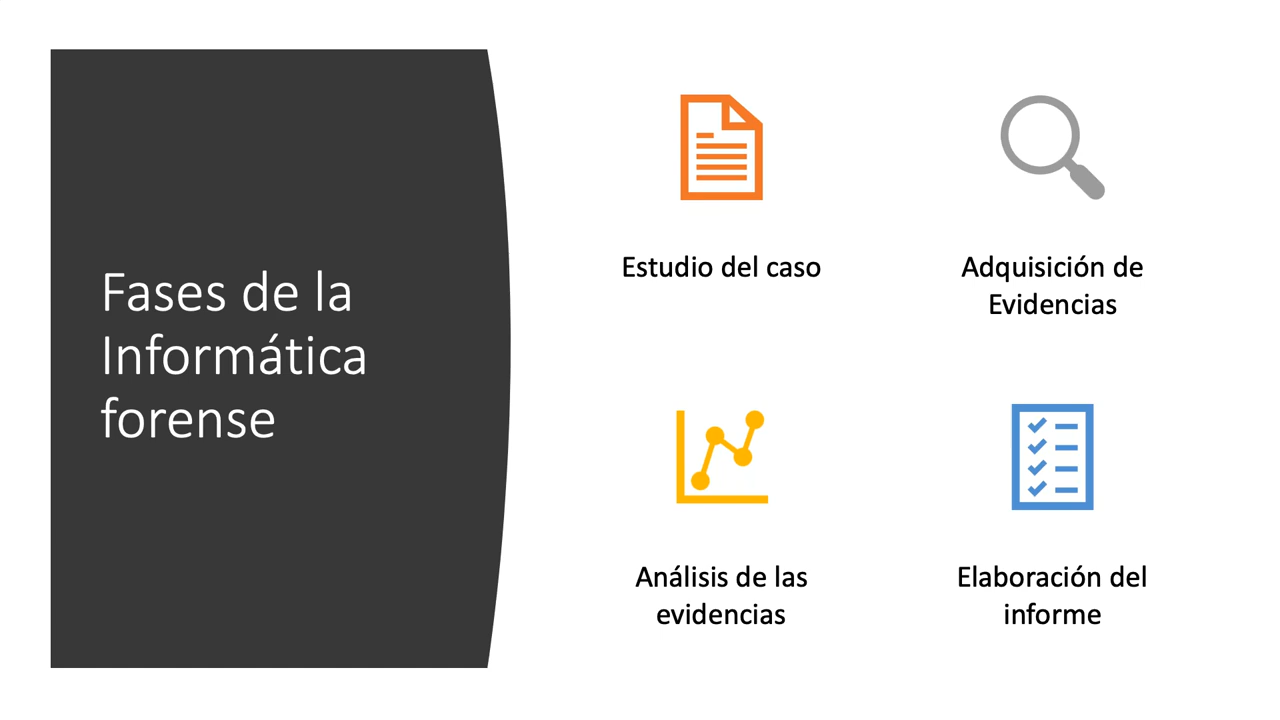 Fases de la
Informática
forense
Estudio del caso
Adquisición de
Evidencias
Análisis de las
evidencias
Elaboración del
informe